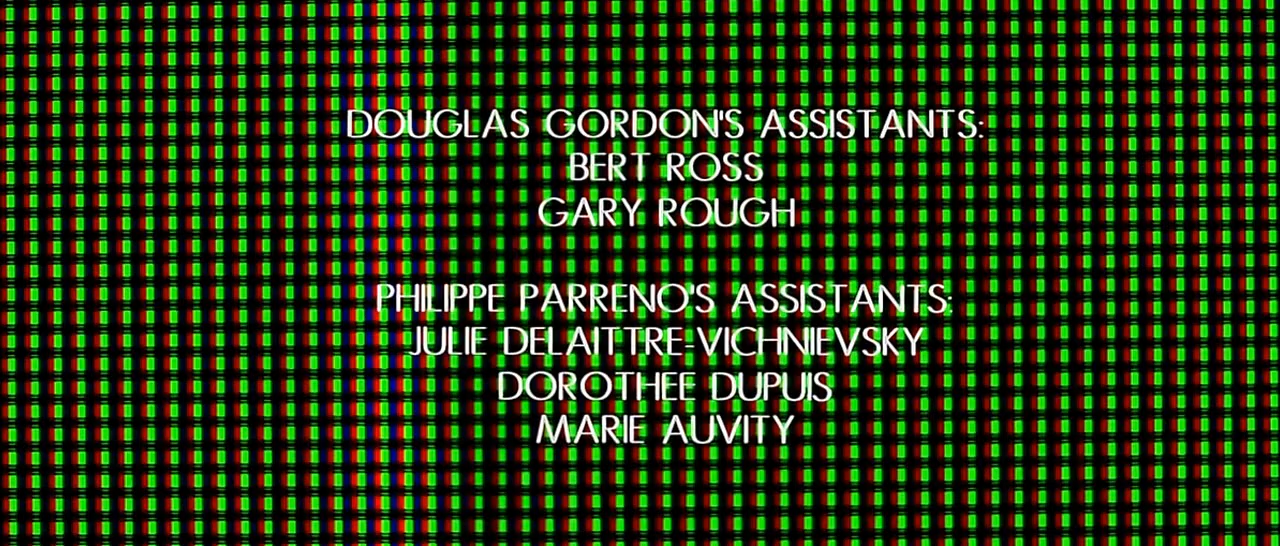 DOUGLAS GORDON'S ASSISTANTS:
BERT ROSS
GARY ROUGH
PHILIPPE PARRENO'S ASSISTANTS:
JULIE DELAITTRE-VICHNIEVSKY
DOROTHEE DUPUIS
MARIE AUVITY